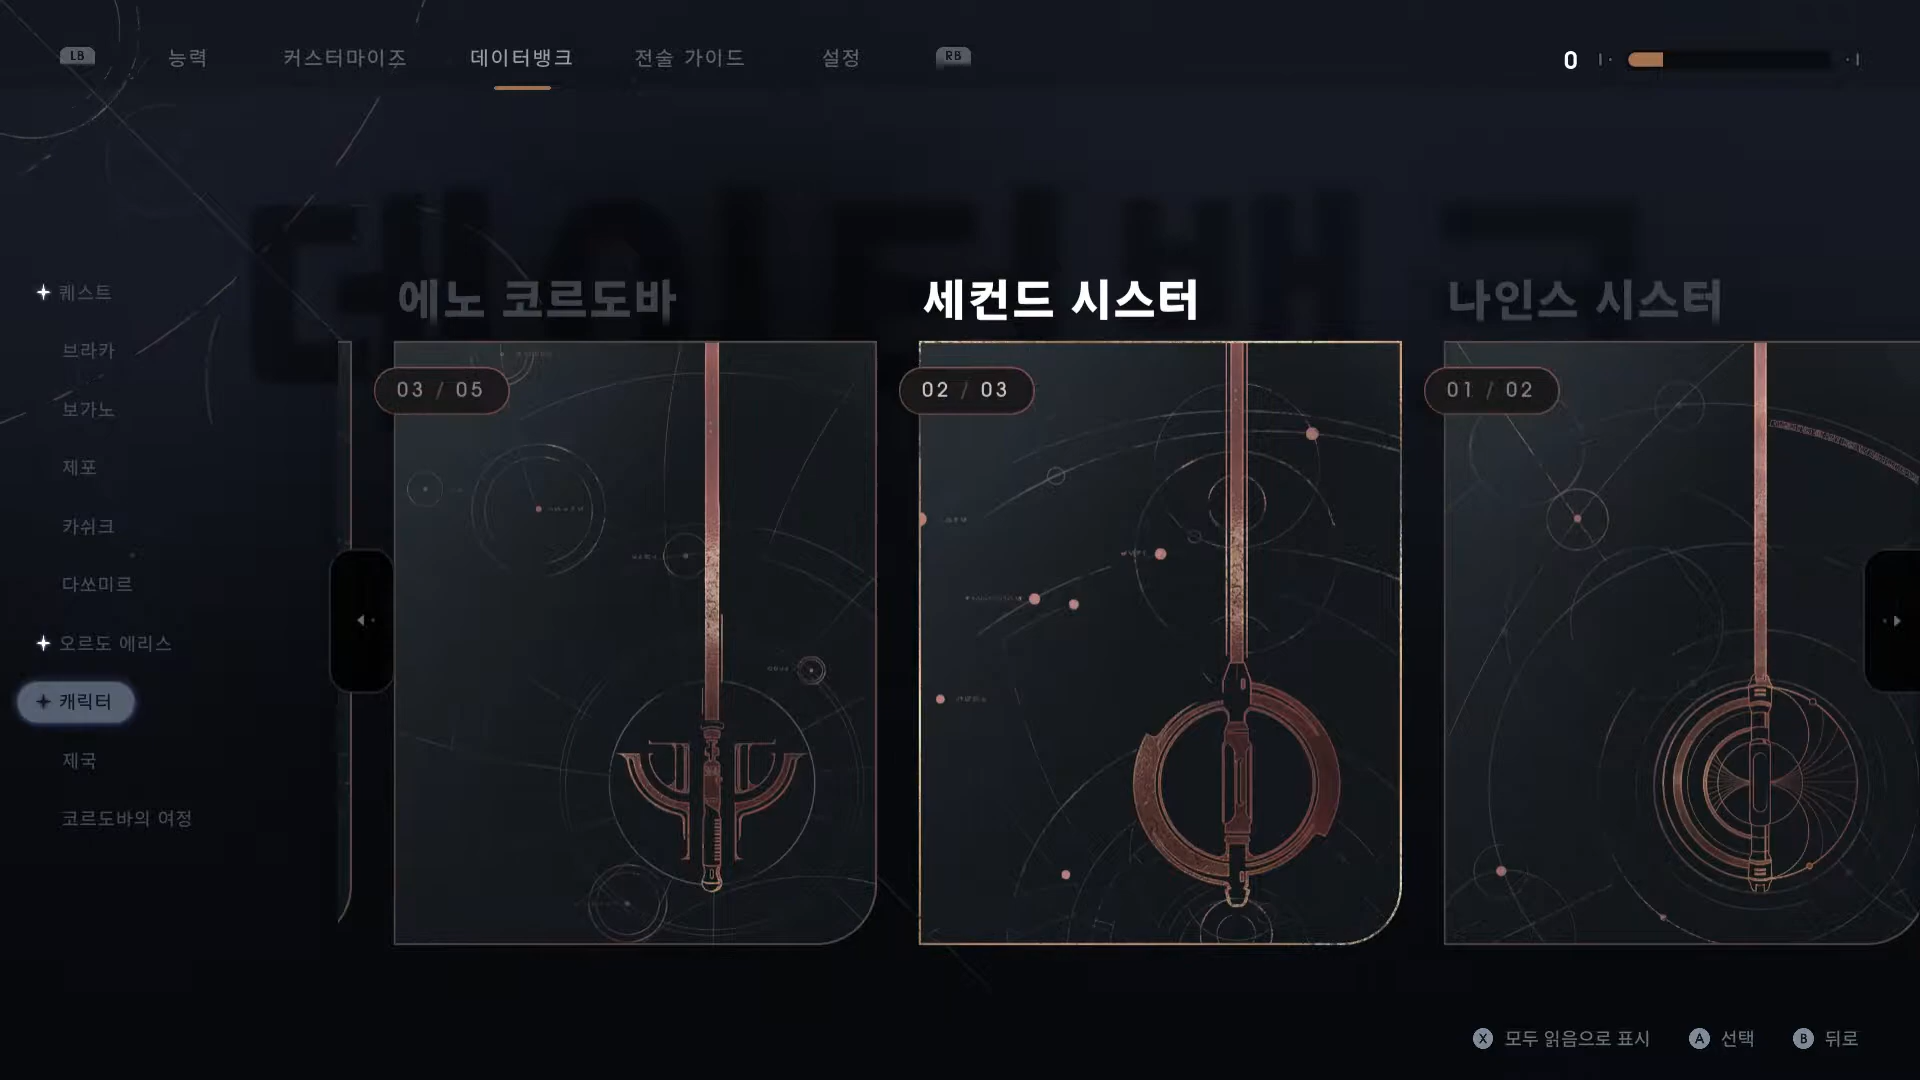 LB 능력 커스터마이즈 데이터뱅크 전술 가이드 설정 RB 0
데이터뱅크
에노 코르도바 세컨드 시스터 나인스 시스터
03 / 05 02 / 03 01 / 02
퀘스트
브라카
보가노
제포
카쉬크
다쏘미르
오르도 에리스
캐릭터
제국
코르도바의 여정
X 모두 읽음으로 표시 A 선택 B 뒤로